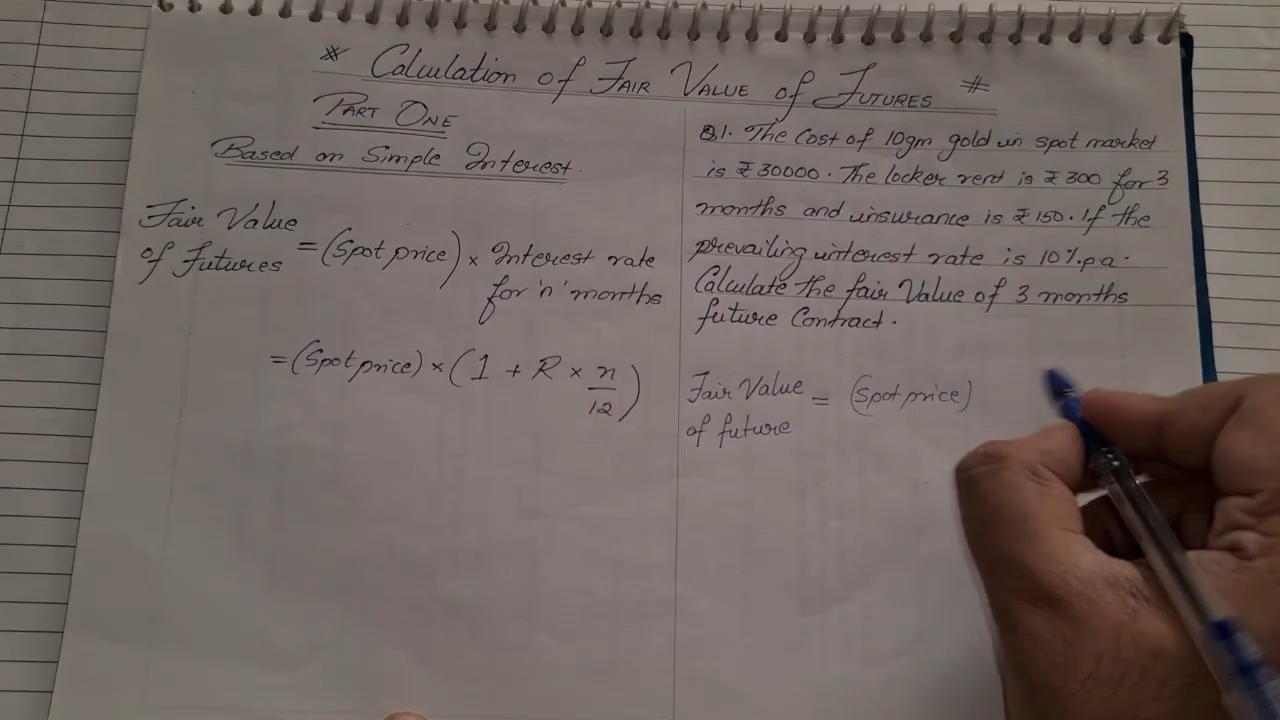 * Calculation of FAIR VALUE of FUTURES #
PART ONE
Based on Simple Interest.
Fair Value
of Futures = (Spot price) × Interest rate
for 'n' months
= (Spot price) × (1 + R × n
12)
Q1. The Cost of 10gm gold in spot market
is ₹30000. The locker rent is ₹300 for 3
months and insurance is ₹150. If the
prevailing interest rate is 10%.pa.
Calculate the fair Value of 3 months
future Contract.
Fair Value
of future = (Spot price)